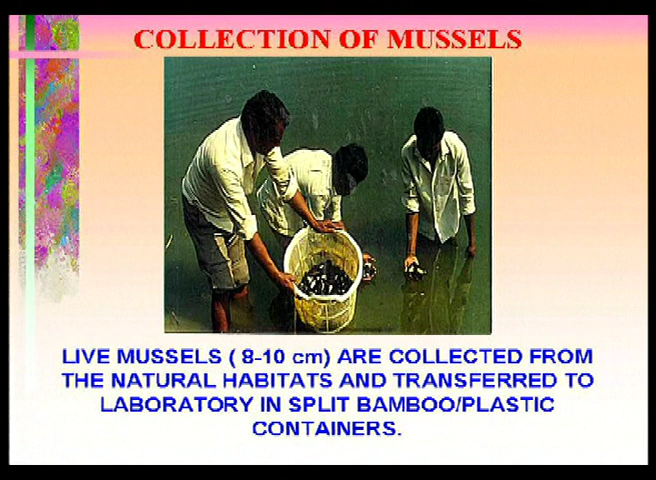 COLLECTION OF MUSSELS
LIVE MUSSELS ( 8-10 cm) ARE COLLECTED FROM
THE NATURAL HABITATS AND TRANSFERRED TO
LABORATORY IN SPLIT BAMBOO/PLASTIC
CONTAINERS.